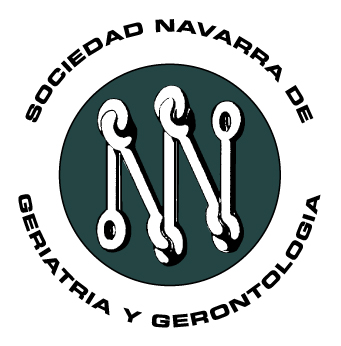 SOCIEDAD NAVARRA DE
GERIATRIA Y GERONTOLOGIA